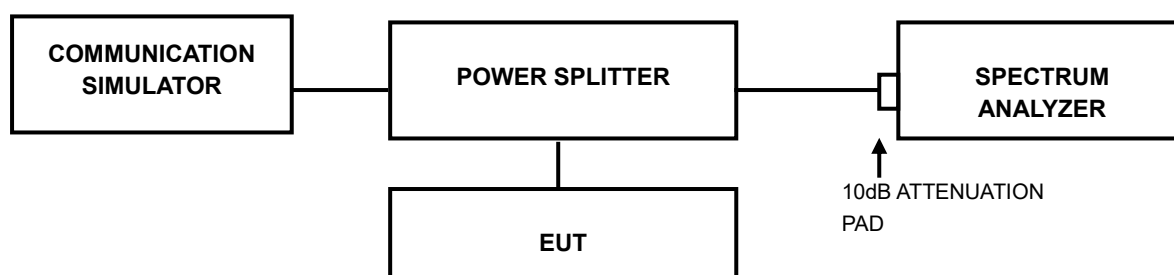 COMMUNICATION
SIMULATOR
POWER SPLITTER
SPECTRUM
ANALYZER
10dB ATTENUATION
PAD
EUT